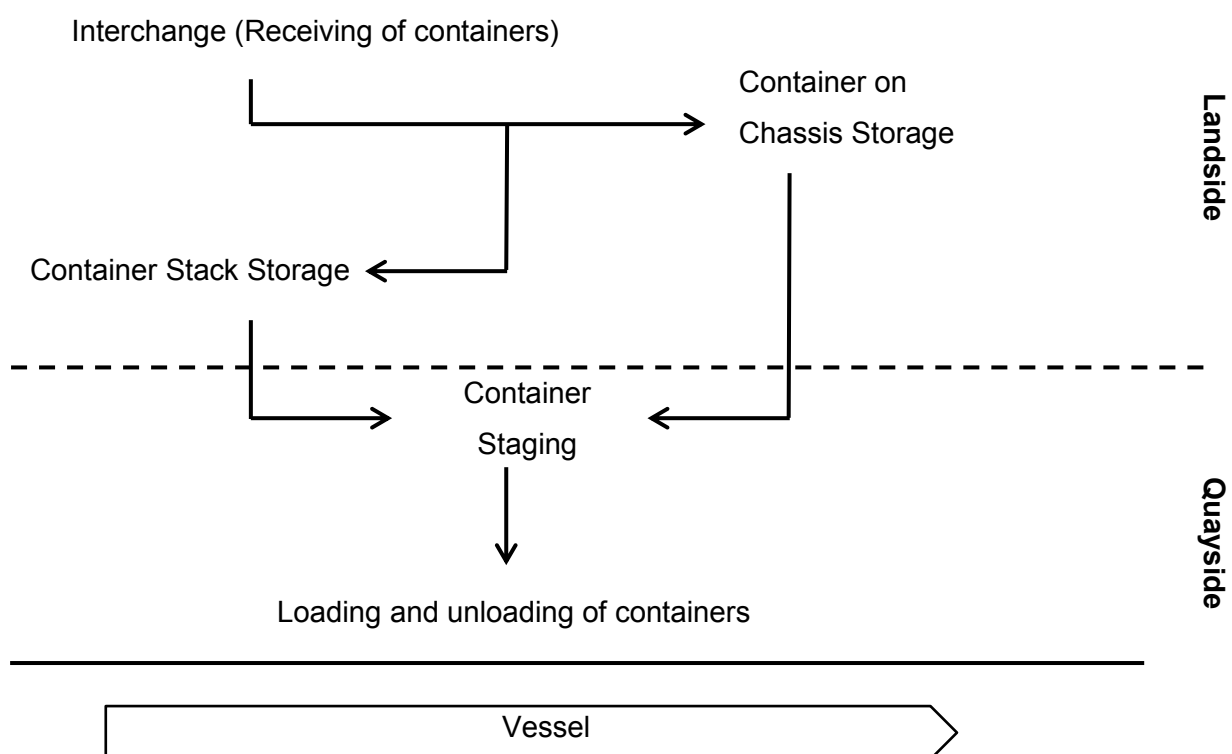 Interchange (Receiving of containers)
Container on
Chassis Storage
Landside
Container Stack Storage
Container
Staging
Quayside
Loading and unloading of containers
Vessel